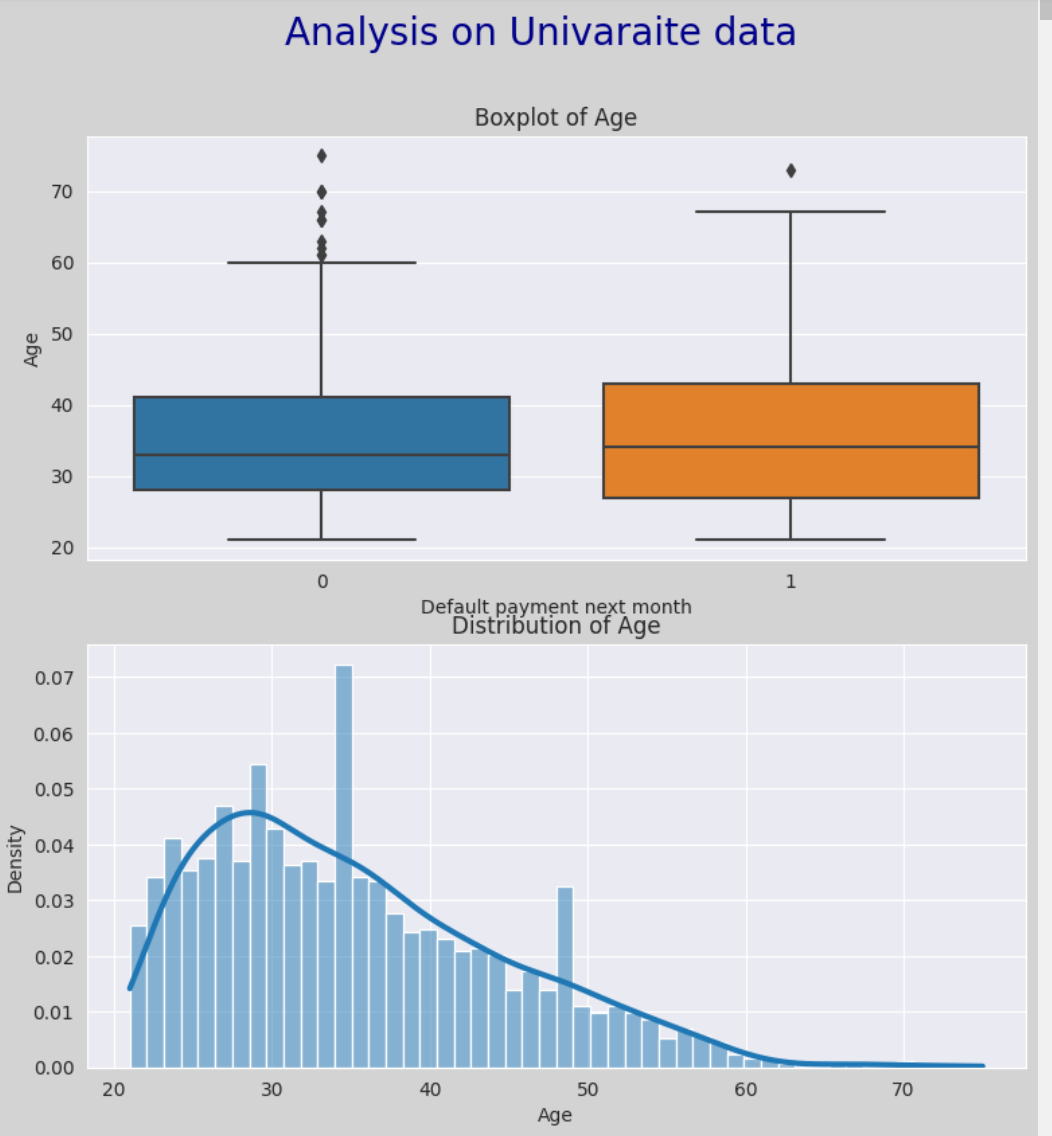 Analysis on Univaraite data
Boxplot of Age
70
60
50
40
30
20
Age
0 1
Default payment next month
Distribution of Age
0.07
0.06
0.05
0.04
0.03
0.02
0.01
0.00
Density
20 30 40 50 60 70
Age